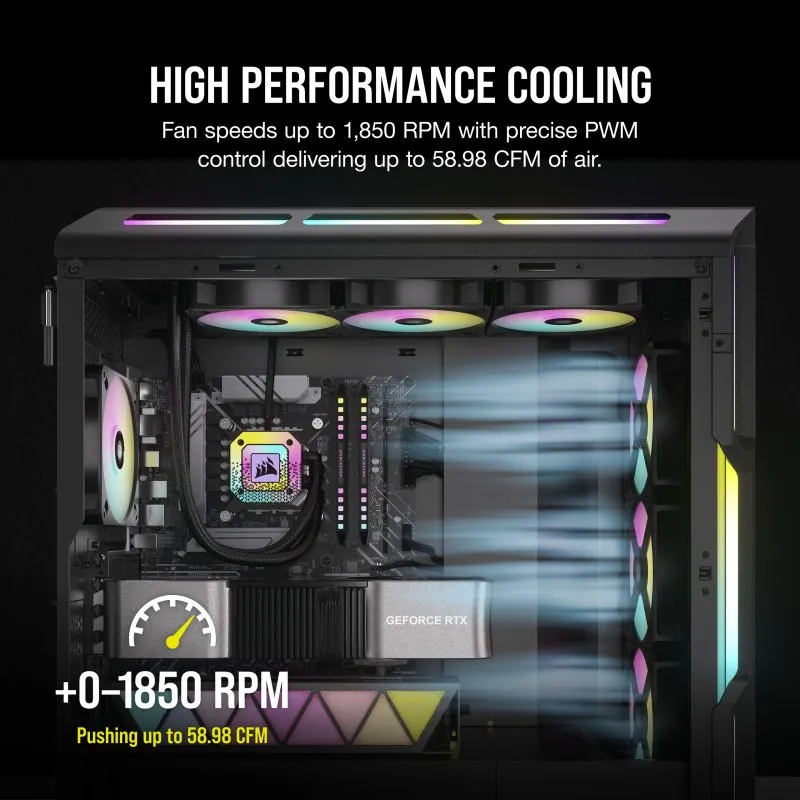 HIGH PERFORMANCE COOLING
Fan speeds up to 1,850 RPM with precise PWM
control delivering up to 58.98 CFM of air.
GEFORCE RTX
+0–1850 RPM
Pushing up to 58.98 CFM